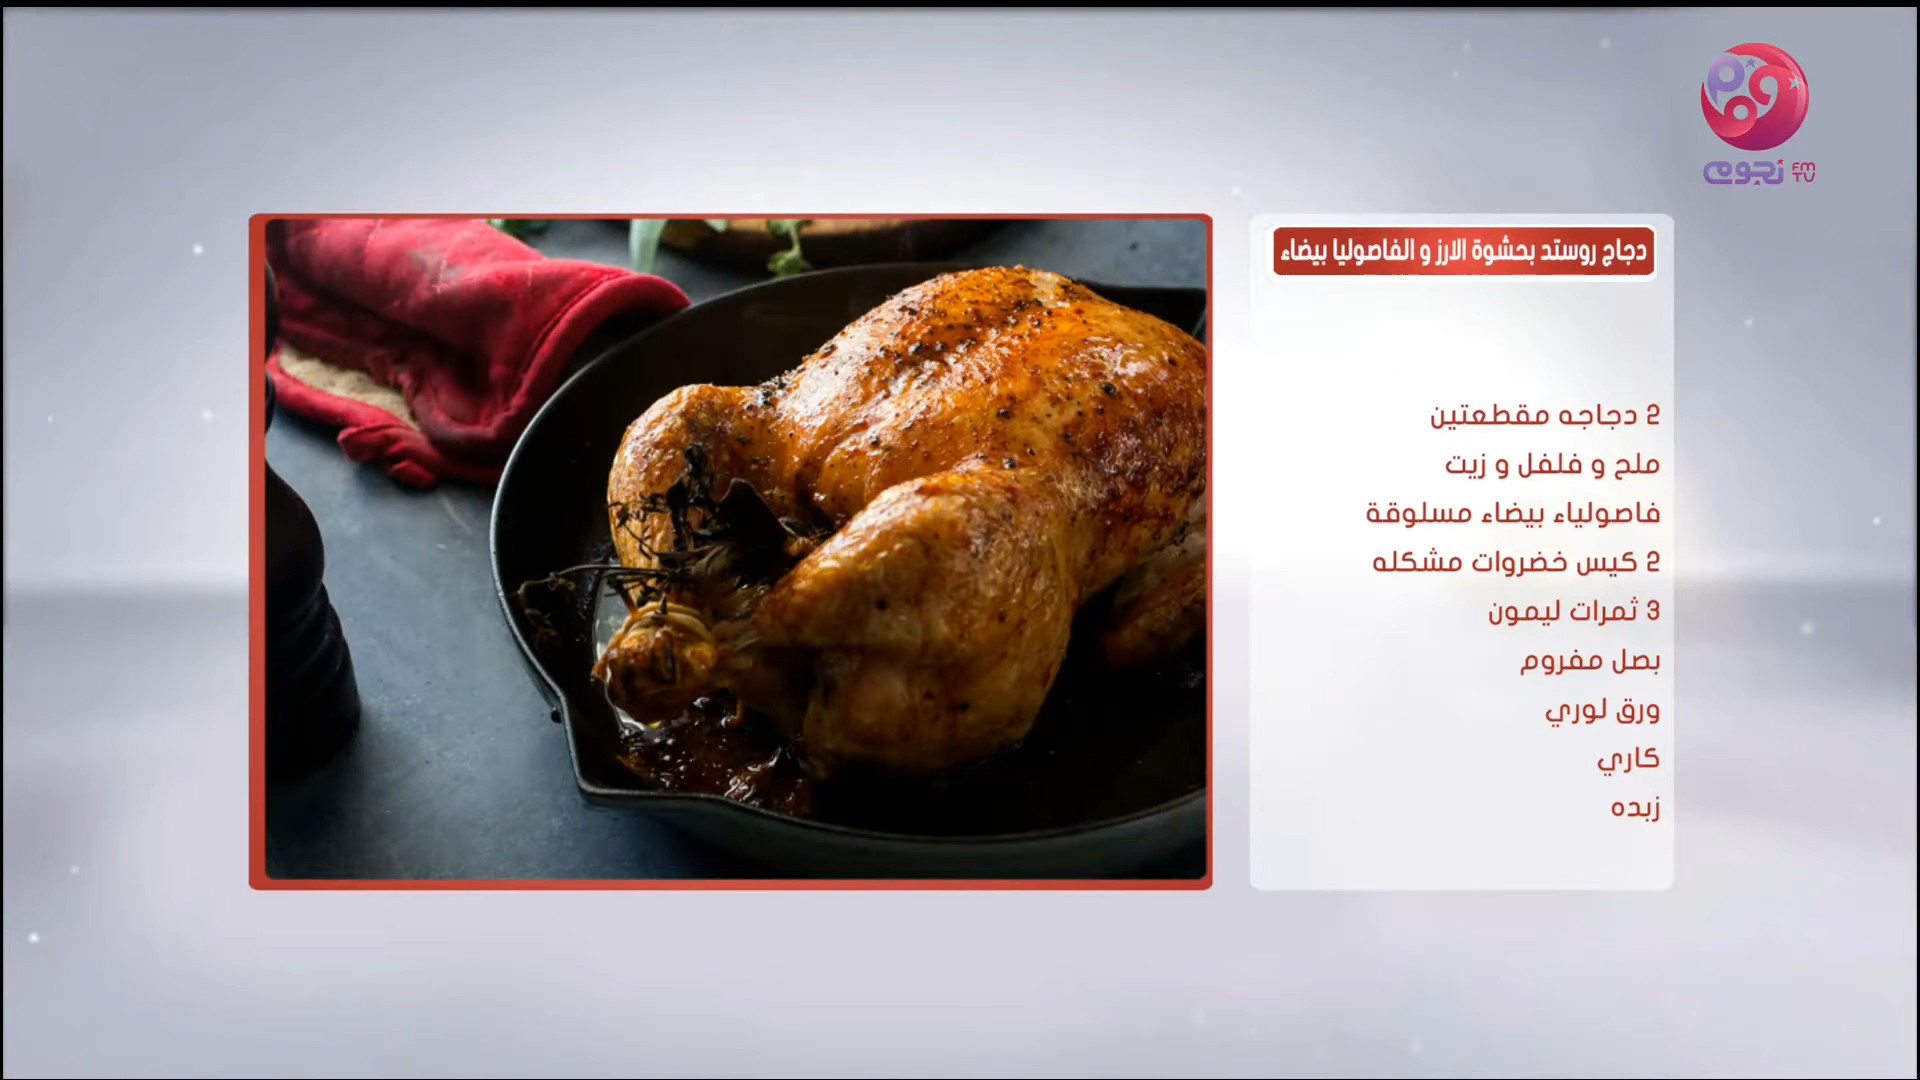 نجوم FM TV
دجاج روستد بحشوة الارز و الفاصوليا بيضاء
2 دجاجه مقطعتين
ملح و فلفل و زيت
فاصولياء بيضاء مسلوقة
2 كيس خضروات مشكله
3 ثمرات ليمون
بصل مفروم
ورق لوري
كاري
زبده